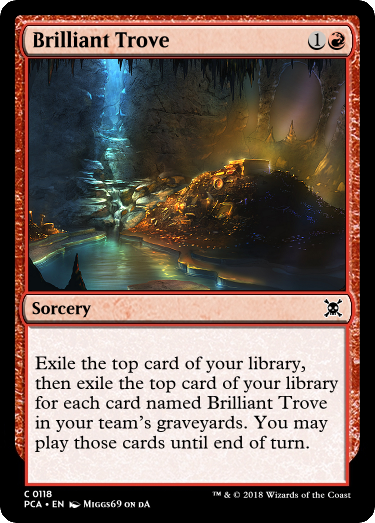 Brilliant Trove 1
Sorcery
Exile the top card of your library,
then exile the top card of your library
for each card named Brilliant Trove
in your team's graveyards. You may
play those cards until end of turn.
C 0118
PCA • EN Miggs69 on dA
™ & © 2018 Wizards of the Coast